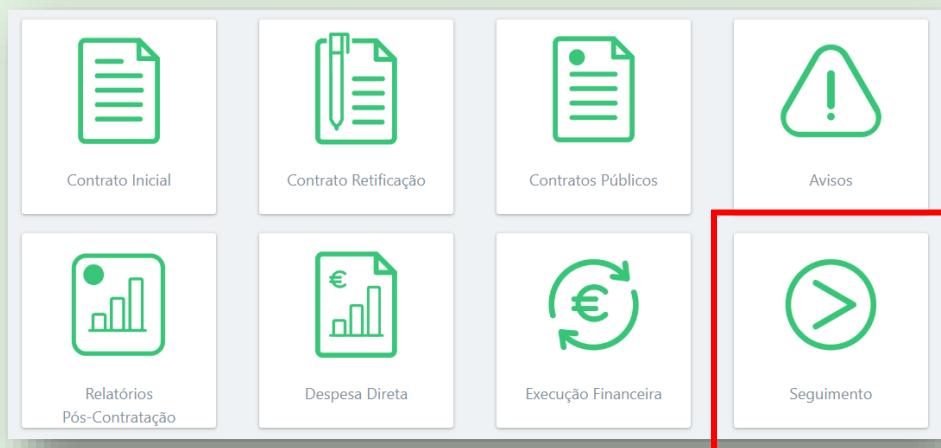 Contrato Inicial
Contrato Retificação
Contratos Públicos
Avisos
Relatórios
Pós-Contratação
€
Despesa Direta
€
Execução Financeira
Seguimento